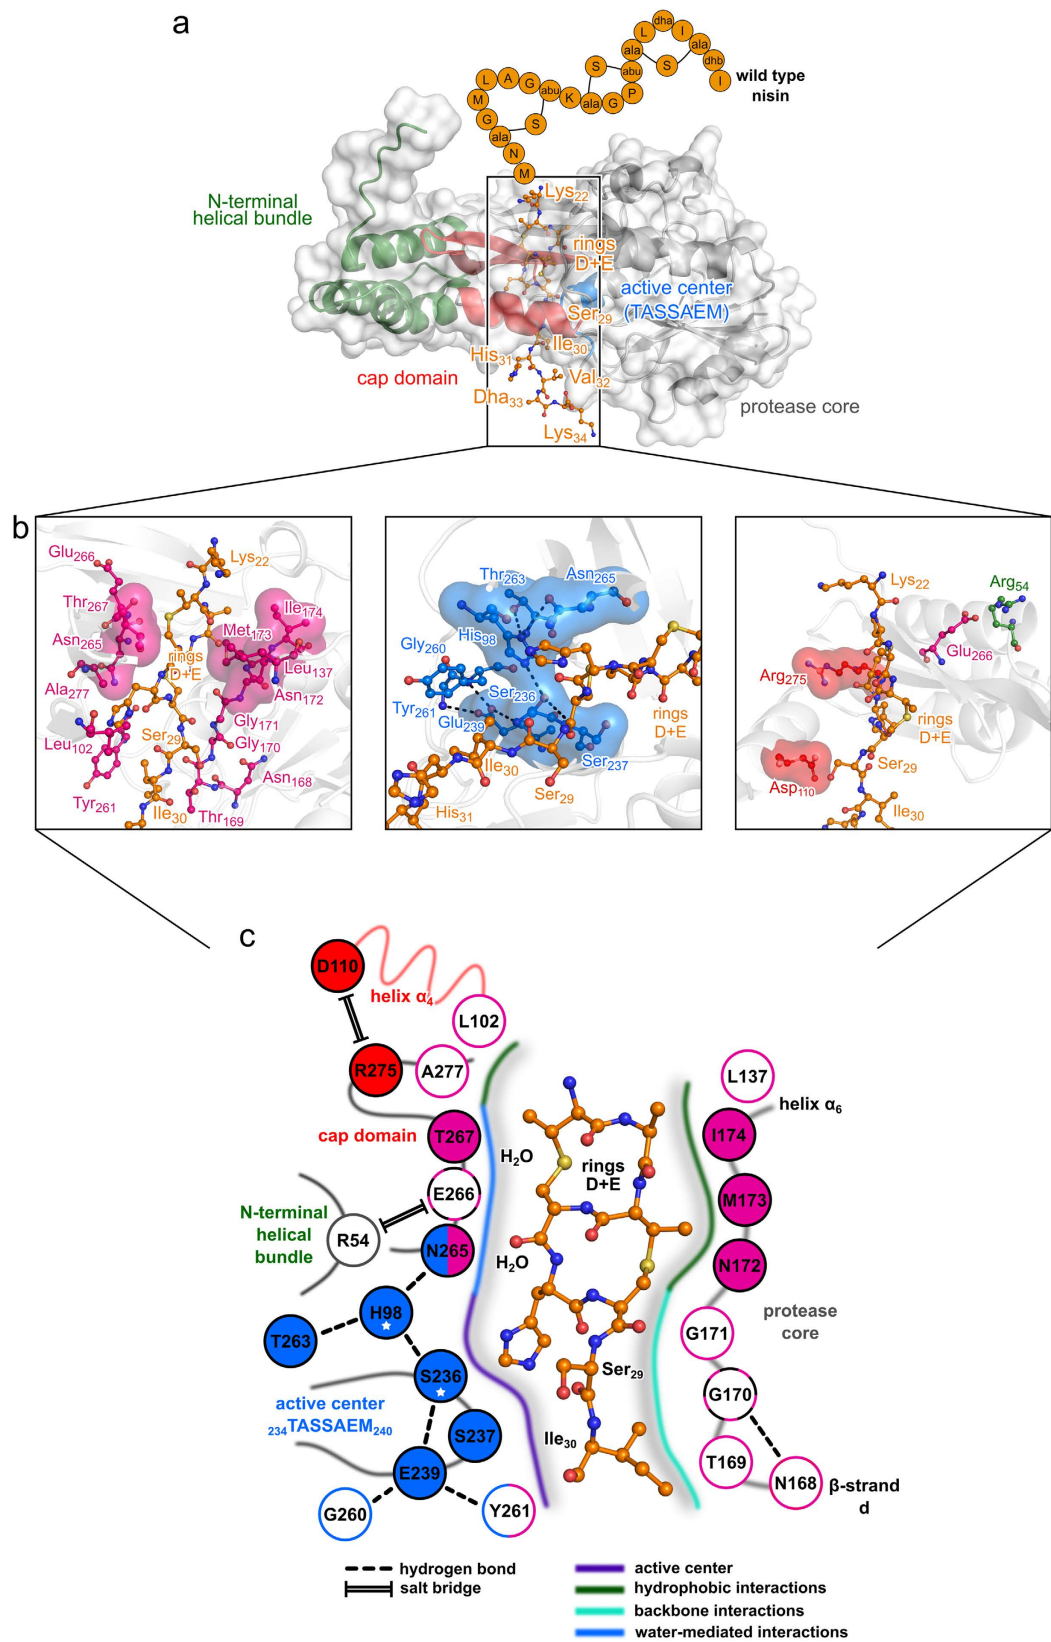 a
L
dha
I
ala
ala
dhb
S
abu
S
I
wild type
nisin
L
A
G
abu
K
ala
G
P
M
G
S
ala
N
M
Lys22
N-terminal
helical bundle
rings
D+E
active center
(TASSAEM)
Ser29
His31
Ile30
cap domain
Val32
Dha33
protease core
Lys34
b
Glu266
Lys22
Thr267
Ile174
Met173
Asn265
rings
D+E
Leu137
Ala277
Asn172
Gly171
Leu102
Ser29
Gly170
Asn168
Tyr261
Ile30
Thr169
Thr263
Asn265
His98
Gly260
Ser236
Tyr261
Glu239
rings
D+E
Ile30
Ser237
Ser29
His31
Lys22
Arg54
Glu266
Arg275
rings
D+E
Ser29
Asp110
Ile30
c
D110
helix α4
L102
R275
A277
L137
helix α6
cap domain
T267
I174
H2O
rings
D+E
E266
M173
N-terminal
helical
bundle
R54
N265
H2O
N172
H98
protease
core
T263
G171
S236
Ser29
G170
active center
234TASSAEM240
S237
Ile30
T169
E239
N168
β-strand
d
G260
Y261
hydrogen bond
salt bridge
active center
hydrophobic interactions
backbone interactions
water-mediated interactions